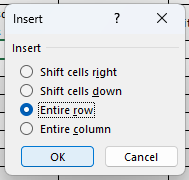 Insert
?
Insert
Shift cells right
Shift cells down
Entire row
Entire column
OK
Cancel